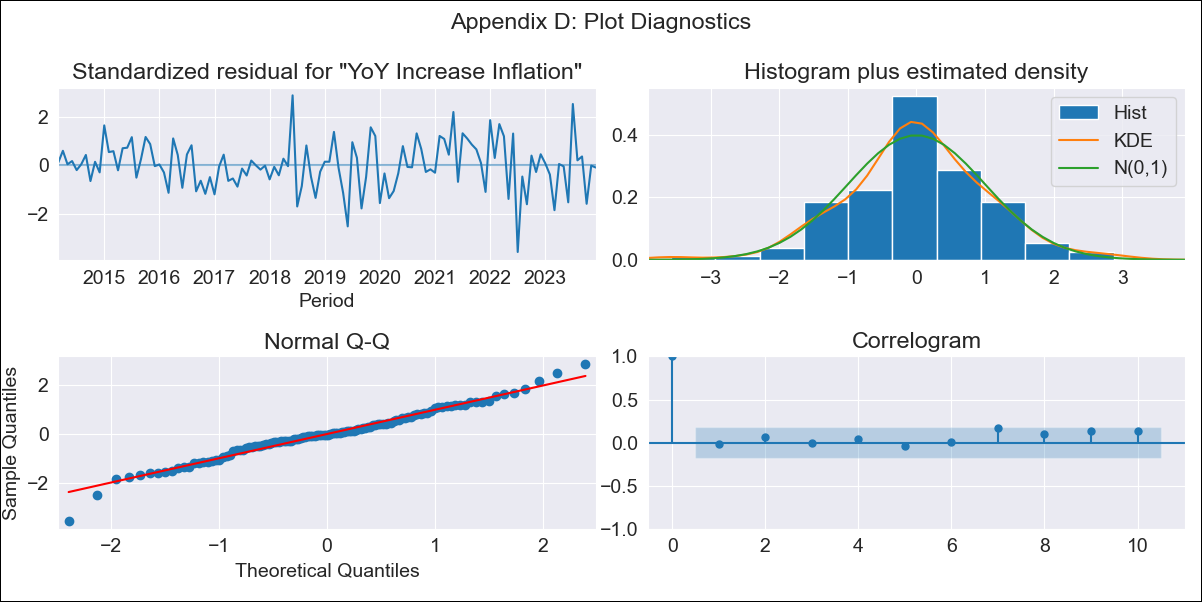 Appendix D: Plot Diagnostics
Standardized residual for "YoY Increase Inflation"
2
0
−2
2015 2016 2017 2018 2019 2020 2021 2022 2023
Period
Histogram plus estimated density
Hist
KDE
N(0,1)
0.4
0.2
0.0
−3 −2 −1 0 1 2 3
Normal Q-Q
Sample Quantiles
2
0
−2
−2 −1 0 1 2
Theoretical Quantiles
Correlogram
1.0
0.5
0.0
−0.5
−1.0
0 2 4 6 8 10